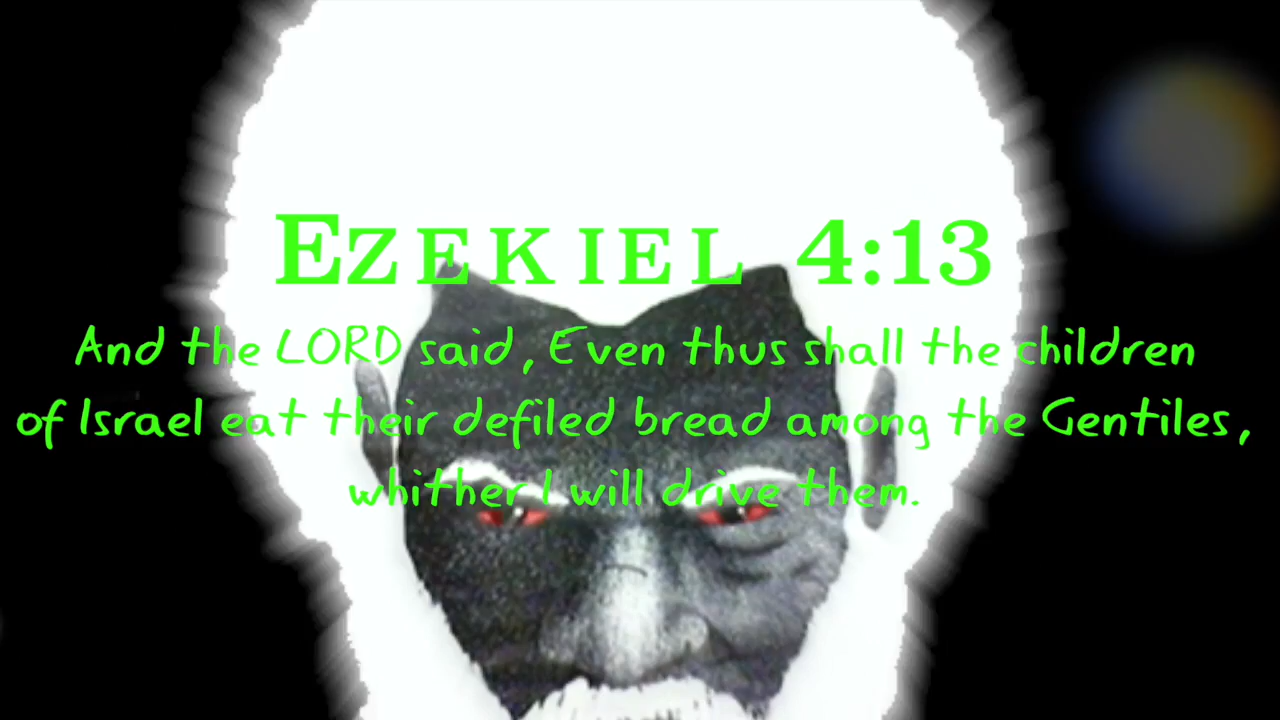 EZEKIEL 4:13
And the LORD said, Even thus shall the children
of Israel eat their defiled bread among the Gentiles,
whither I will drive them.